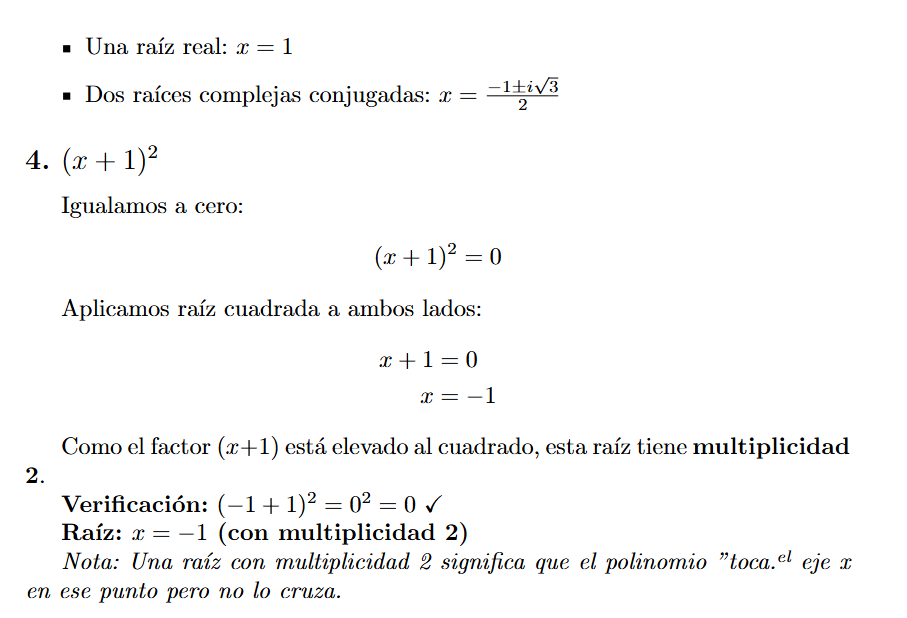 ▪ Una raíz real: x = 1
▪ Dos raíces complejas conjugadas: x = \frac{-1±i√3}{2}
4. (x + 1)²
Igualamos a cero:
(x + 1)² = 0
Aplicamos raíz cuadrada a ambos lados:
x + 1 = 0
x = −1
Como el factor (x+1) está elevado al cuadrado, esta raíz tiene multiplicidad
2.
Verificación: (−1 + 1)² = 0² = 0 ✓
Raíz: x = −1 (con multiplicidad 2)
Nota: Una raíz con multiplicidad 2 significa que el polinomio ”toca.ᵉˡ eje x
en ese punto pero no lo cruza.